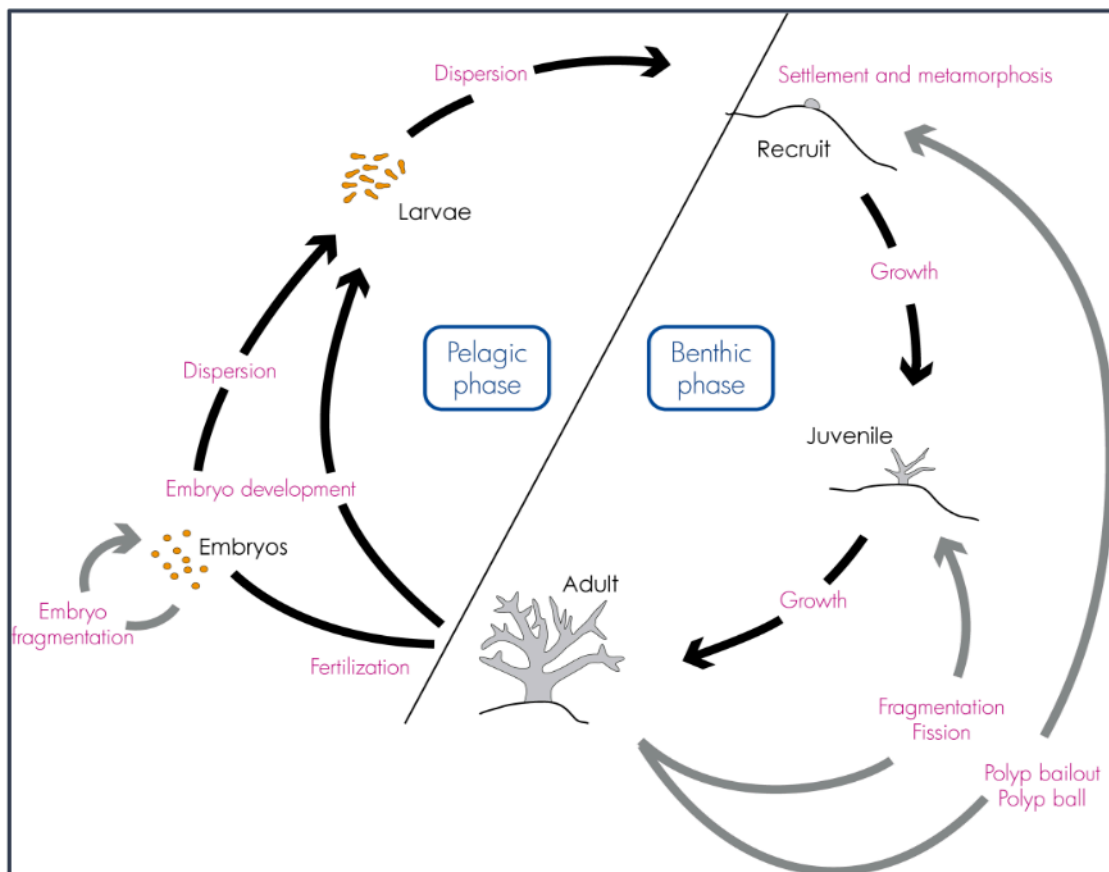 Dispersion
Settlement and metamorphosis
Recruit
Larvae
Growth
Pelagic
phase
Benthic
phase
Dispersion
Juvenile
Embryo development
Embryos
Adult
Embryo
fragmentation
Growth
Fertilization
Fragmentation
Fission
Polyp bailout
Polyp ball